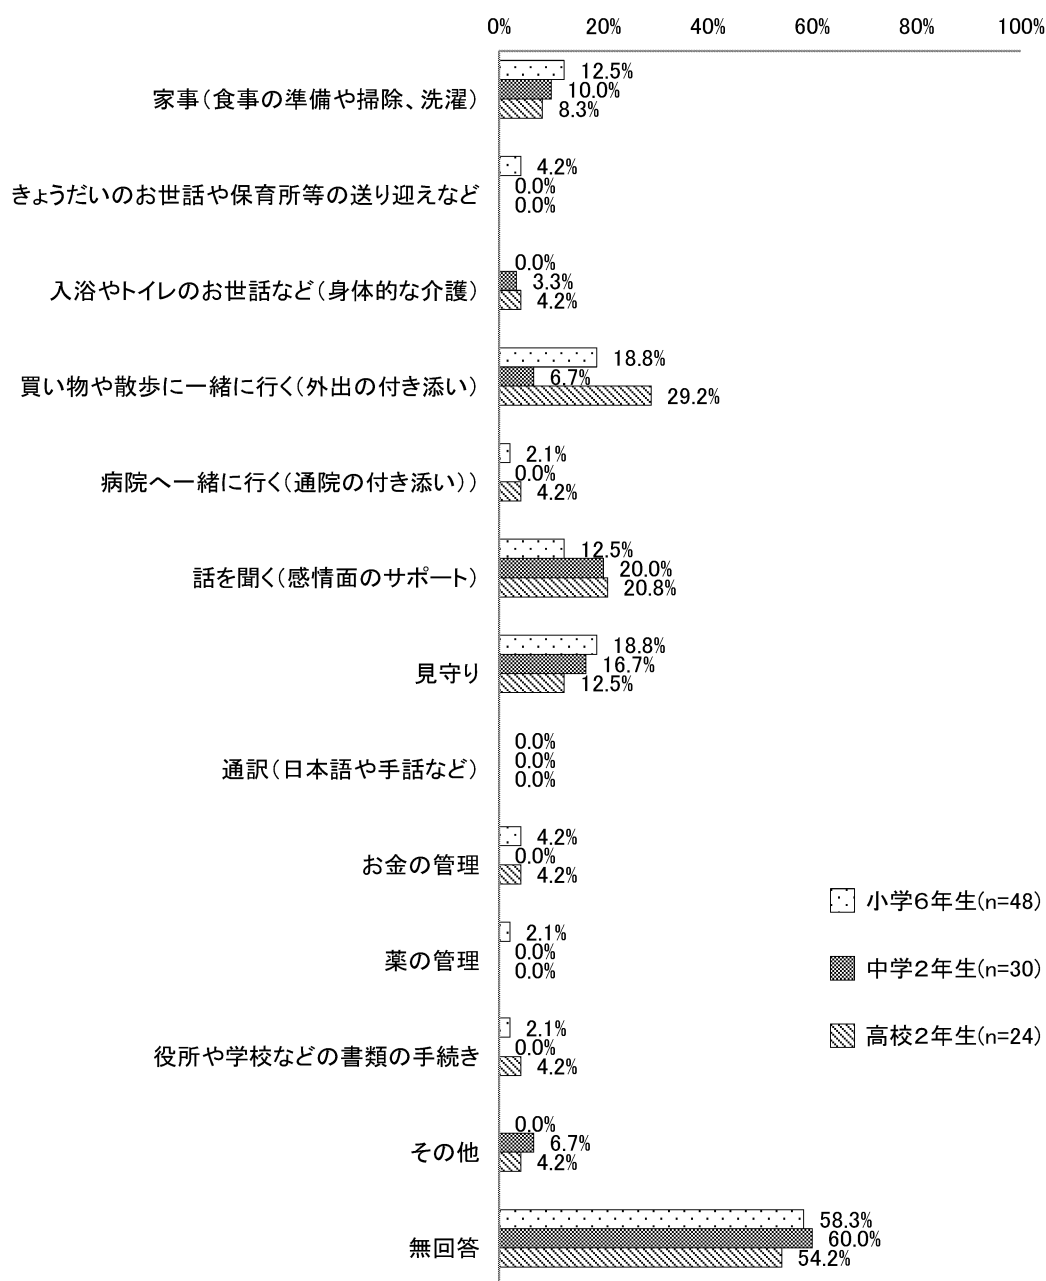 0% 20% 40% 60% 80% 100%
家事（食事の準備や掃除、洗濯）
12.5%
10.0%
8.3%
きょうだいのお世話や保育所等の送り迎えなど
4.2%
0.0%
0.0%
入浴やトイレのお世話など（身体的な介護）
0.0%
3.3%
4.2%
買い物や散歩に一緒に行く（外出の付き添い）
18.8%
6.7%
29.2%
病院へ一緒に行く（通院の付き添い））
2.1%
0.0%
4.2%
話を聞く（感情面のサポート）
12.5%
20.0%
20.8%
見守り
18.8%
16.7%
12.5%
通訳（日本語や手話など）
0.0%
0.0%
0.0%
お金の管理
4.2%
0.0%
4.2%
薬の管理
2.1%
0.0%
0.0%
役所や学校などの書類の手続き
2.1%
0.0%
4.2%
その他
0.0%
6.7%
4.2%
無回答
58.3%
60.0%
54.2%
小学６年生(n=48)
中学２年生(n=30)
高校２年生(n=24)